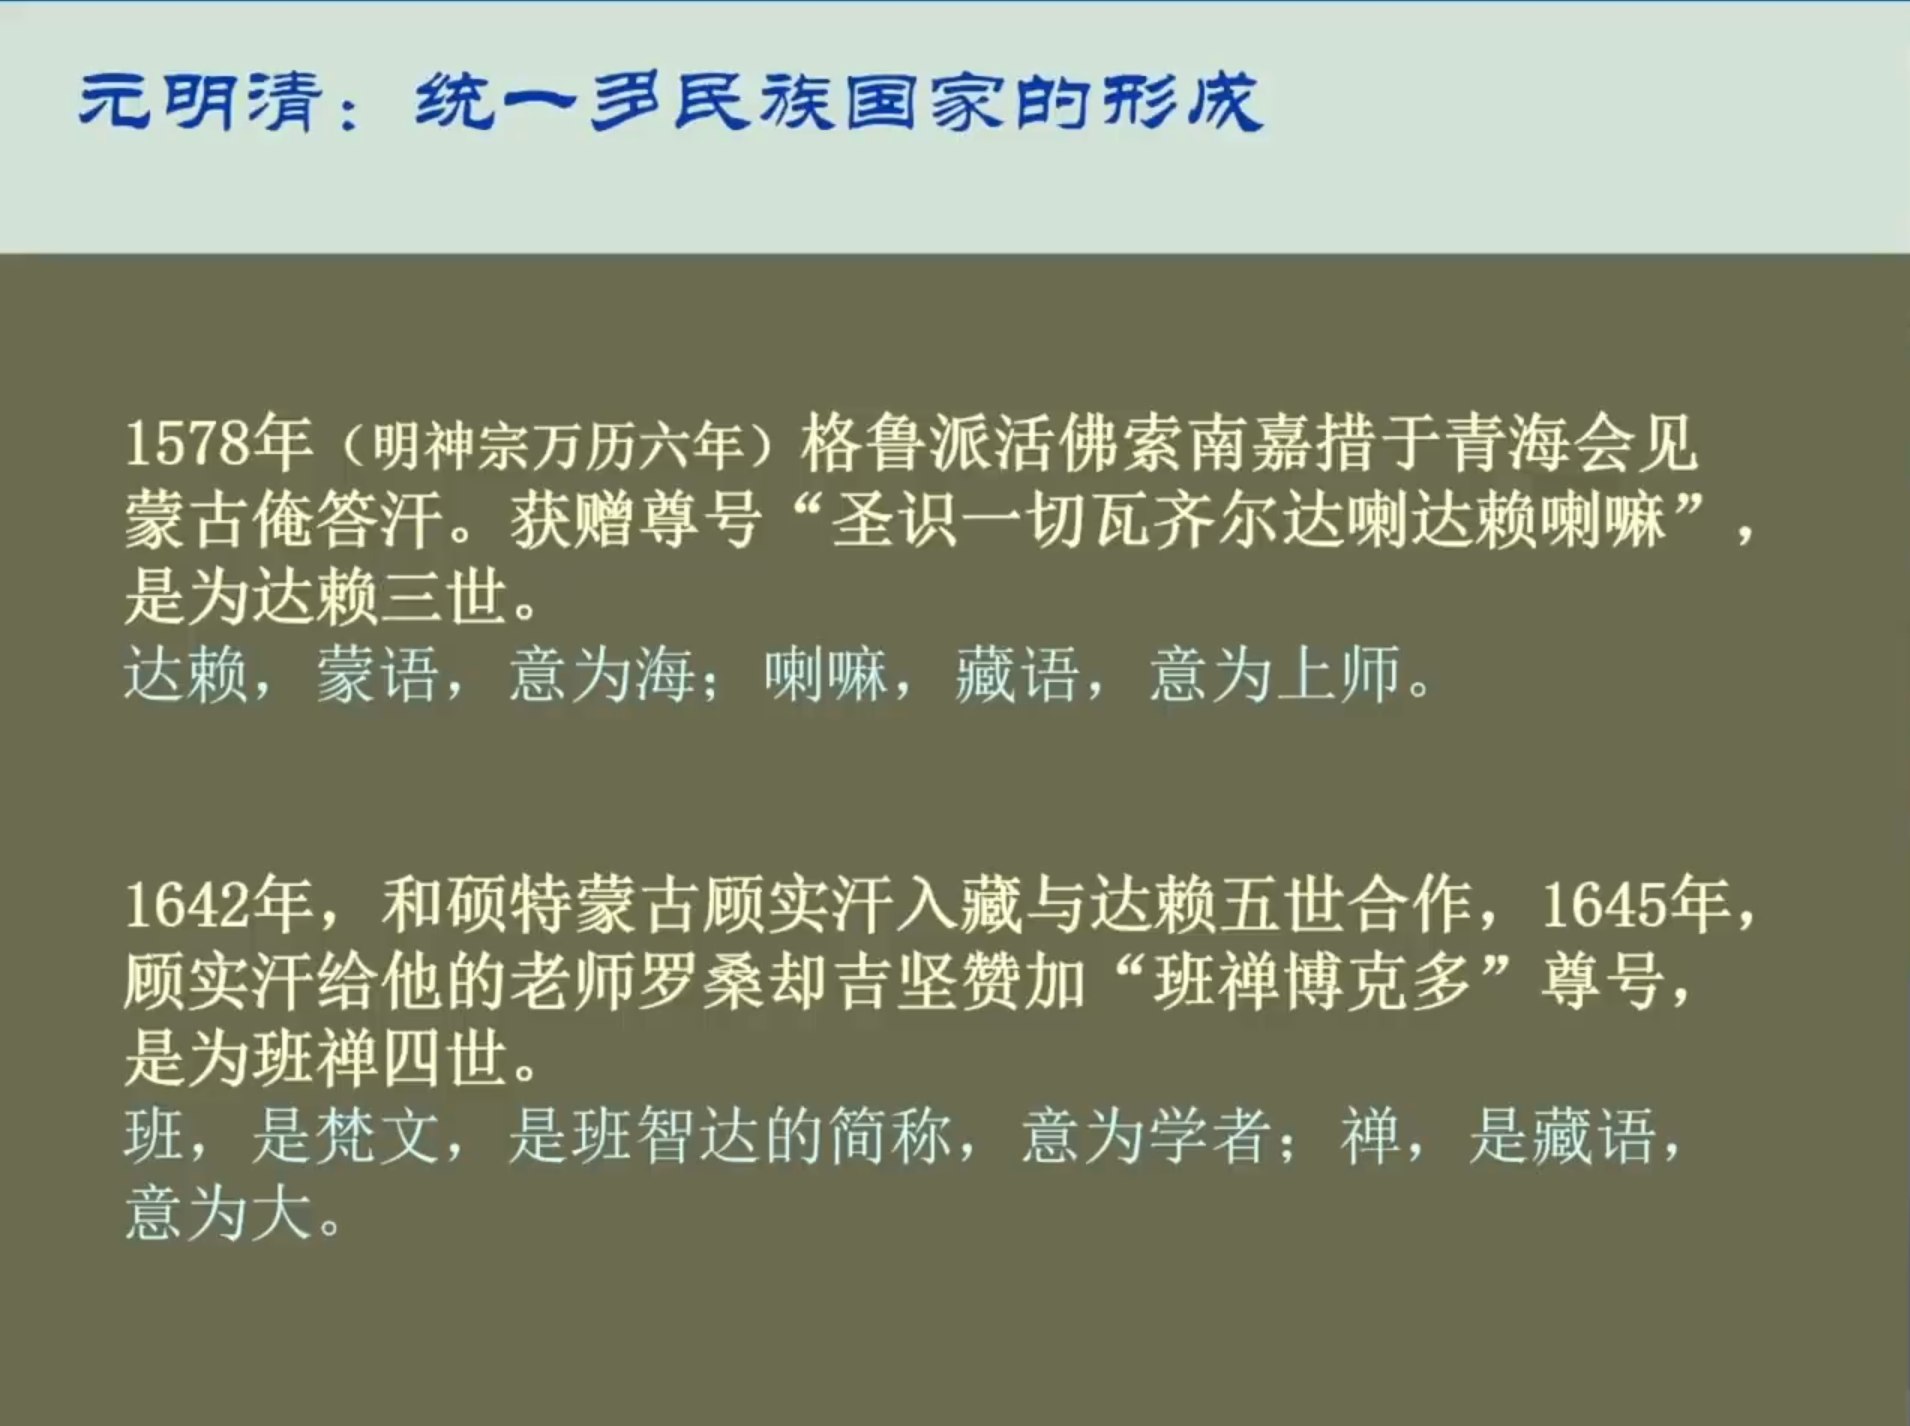 元明清：统一多民族国家的形成
1578年（明神宗万历六年）格鲁派活佛索南嘉措于青海会见
蒙古俺答汗。获赠尊号“圣识一切瓦齐尔达喇达赖喇嘛”，
是为达赖三世。
达赖，蒙语，意为海；喇嘛，藏语，意为上师。
1642年，和硕特蒙古顾实汗入藏与达赖五世合作，1645年，
顾实汗给他的老师罗桑却吉坚赞加“班禅博克多”尊号，
是为班禅四世。
班，是梵文，是班智达的简称，意为学者；禅，是藏语，
意为大。